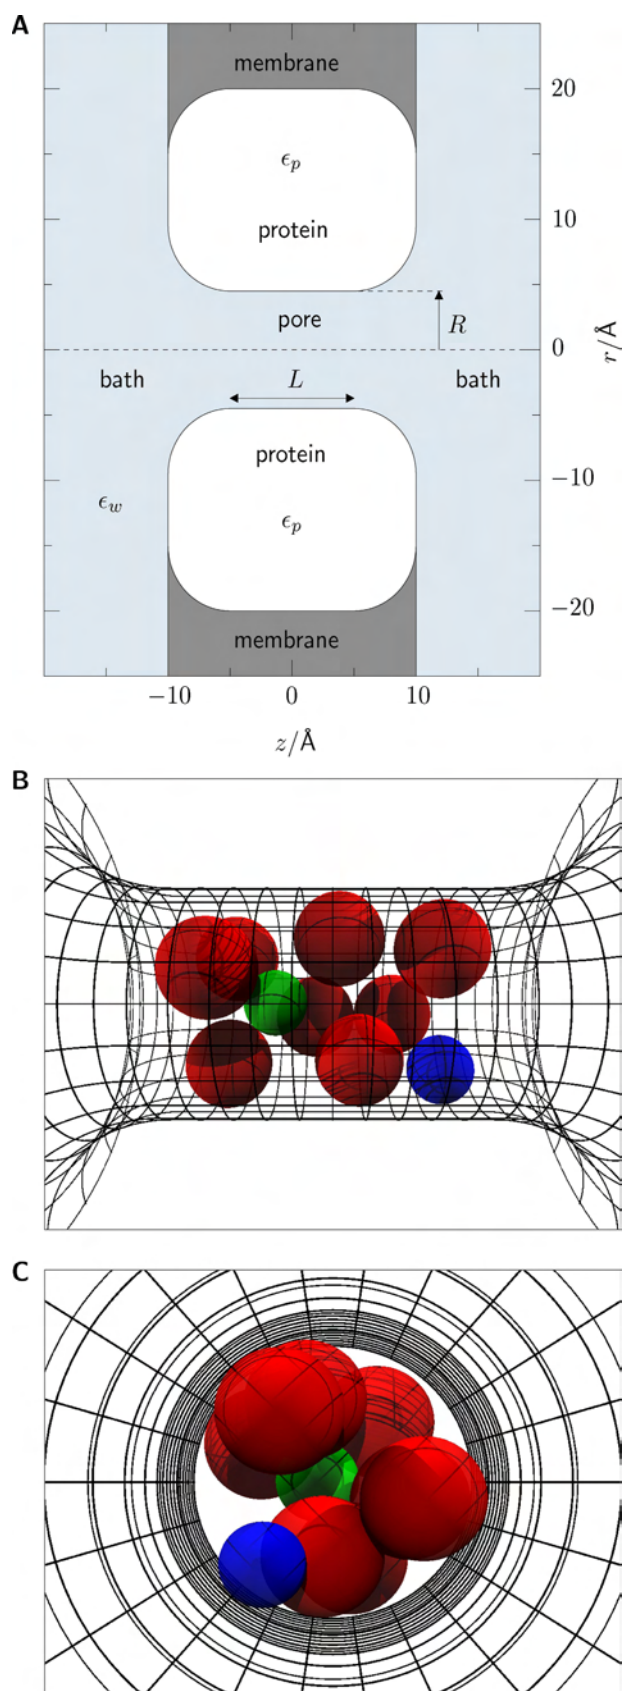 A
membrane
20
ϵp
10
protein
pore
R
r/Å
0
bath
L
bath
protein
−10
ϵw
ϵp
−20
membrane
−10
0
10
z/Å
B
C